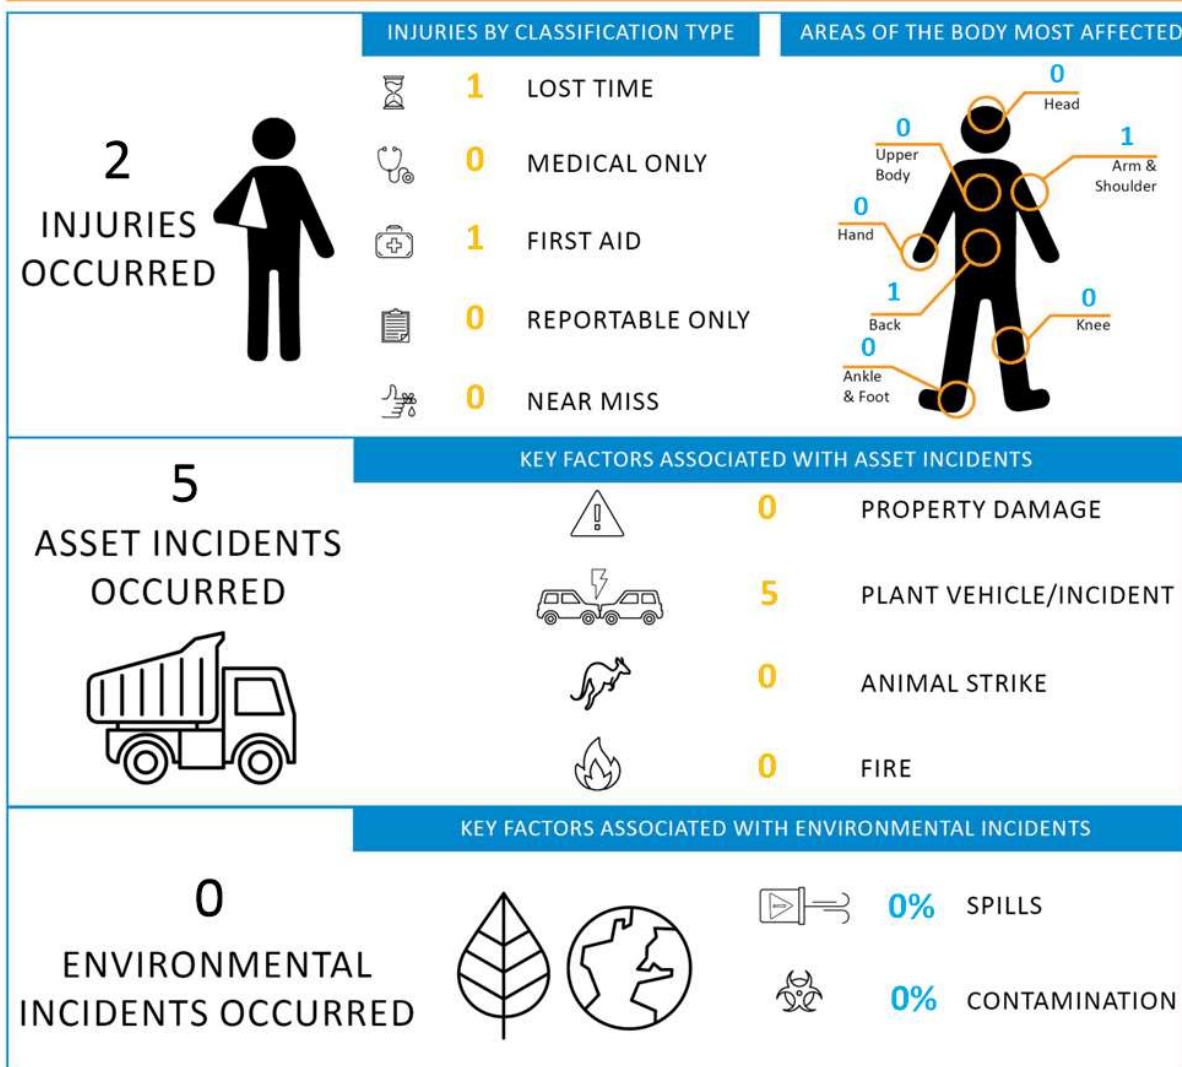 INJURIES BY CLASSIFICATION TYPE
AREAS OF THE BODY MOST AFFECTED
2
INJURIES
OCCURRED
1 LOST TIME
0 MEDICAL ONLY
1 FIRST AID
0 REPORTABLE ONLY
0 NEAR MISS
0
Head
0
Upper
Body
1
Arm &
Shoulder
0
Hand
1
Back
0
Knee
0
Ankle
& Foot
5
ASSET INCIDENTS
OCCURRED
KEY FACTORS ASSOCIATED WITH ASSET INCIDENTS
0 PROPERTY DAMAGE
5 PLANT VEHICLE/INCIDENT
0 ANIMAL STRIKE
0 FIRE
0
ENVIRONMENTAL
INCIDENTS OCCURRED
KEY FACTORS ASSOCIATED WITH ENVIRONMENTAL INCIDENTS
0% SPILLS
0% CONTAMINATION